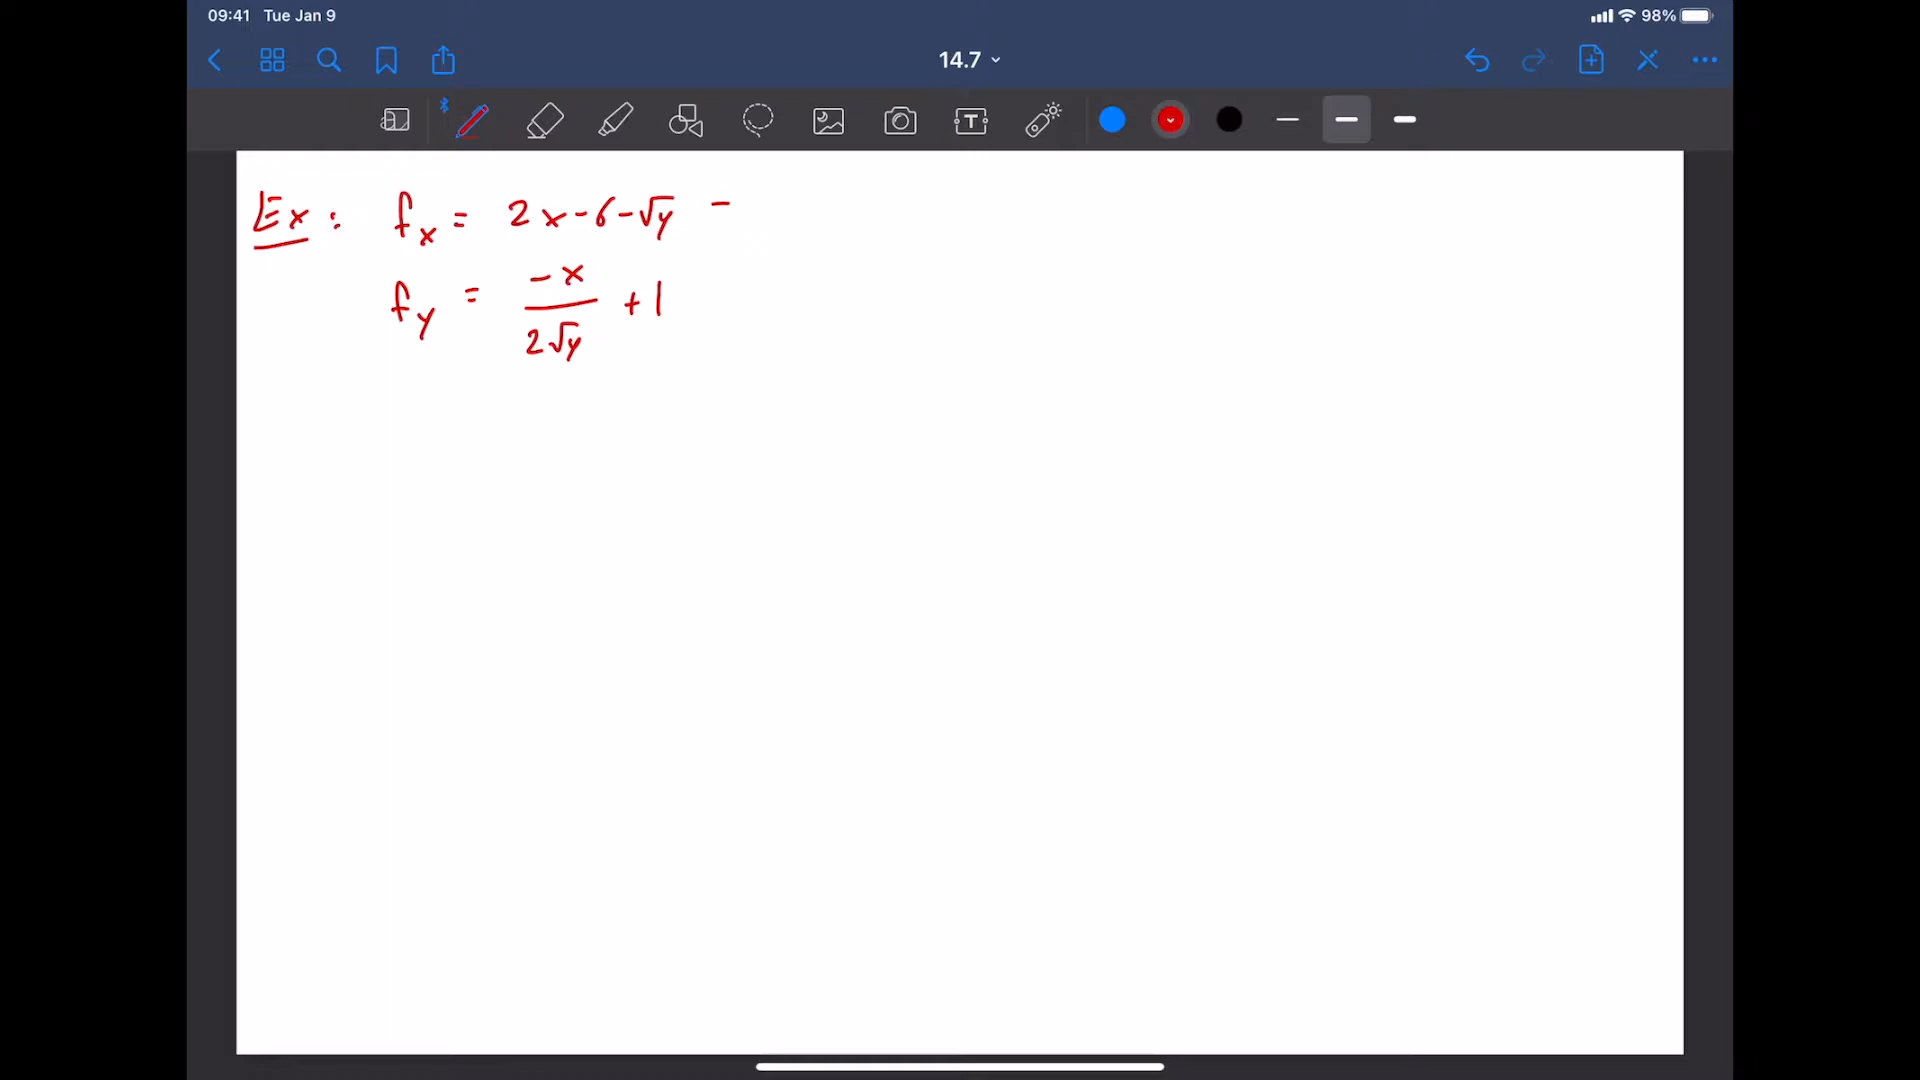 09:41 Tue Jan 9 98%
14.7
T
Ex: fx = 2x-6-√y -
fy = -x/2√y + 1